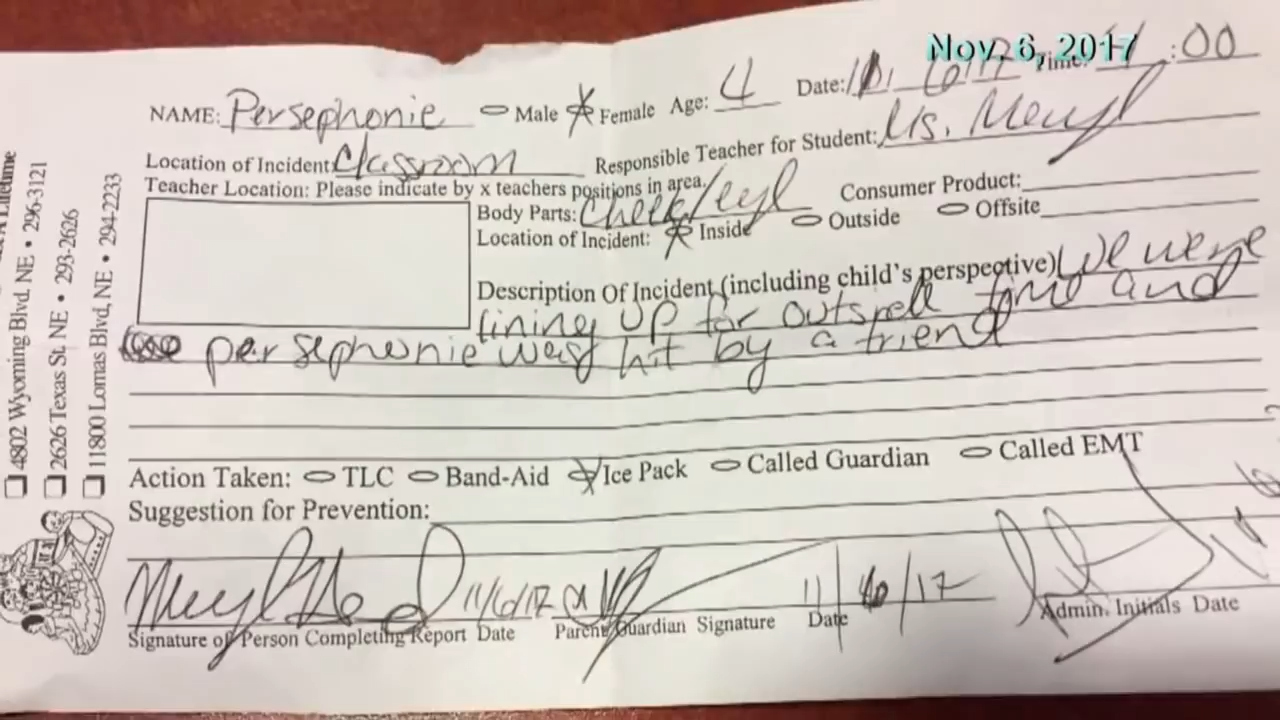 Nov. 6, 2017
NAME: Persephonie Male Female Age: 4 Date: Time: :00
Location of Incident: Classroom Responsible Teacher for Student: Ms. Meryl
Teacher Location: Please indicate by x teachers positions in area.
Body Parts: Cheek/eye Consumer Product:
Location of Incident: Inside Outside Offsite
Description Of Incident (including child's perspective) We were
lining up for outside time and
persephonie was hit by a friend
Action Taken: TLC Band-Aid Ice Pack Called Guardian Called EMT
Suggestion for Prevention:
Meryl 11/6/17 11/6/17
Signature of Person Completing Report Date Parent/Guardian Signature Date Admin. Initials Date
4802 Wyoming Blvd. NE • 296-3121
2626 Texas St. NE • 293-2626
11800 Lomas Blvd, NE • 294-2233